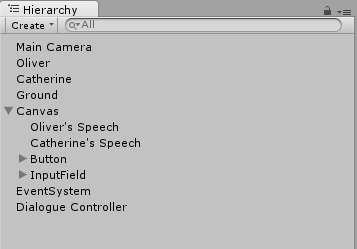 Hierarchy
Create All
Main Camera
Oliver
Catherine
Ground
Canvas
Oliver's Speech
Catherine's Speech
Button
InputField
EventSystem
Dialogue Controller